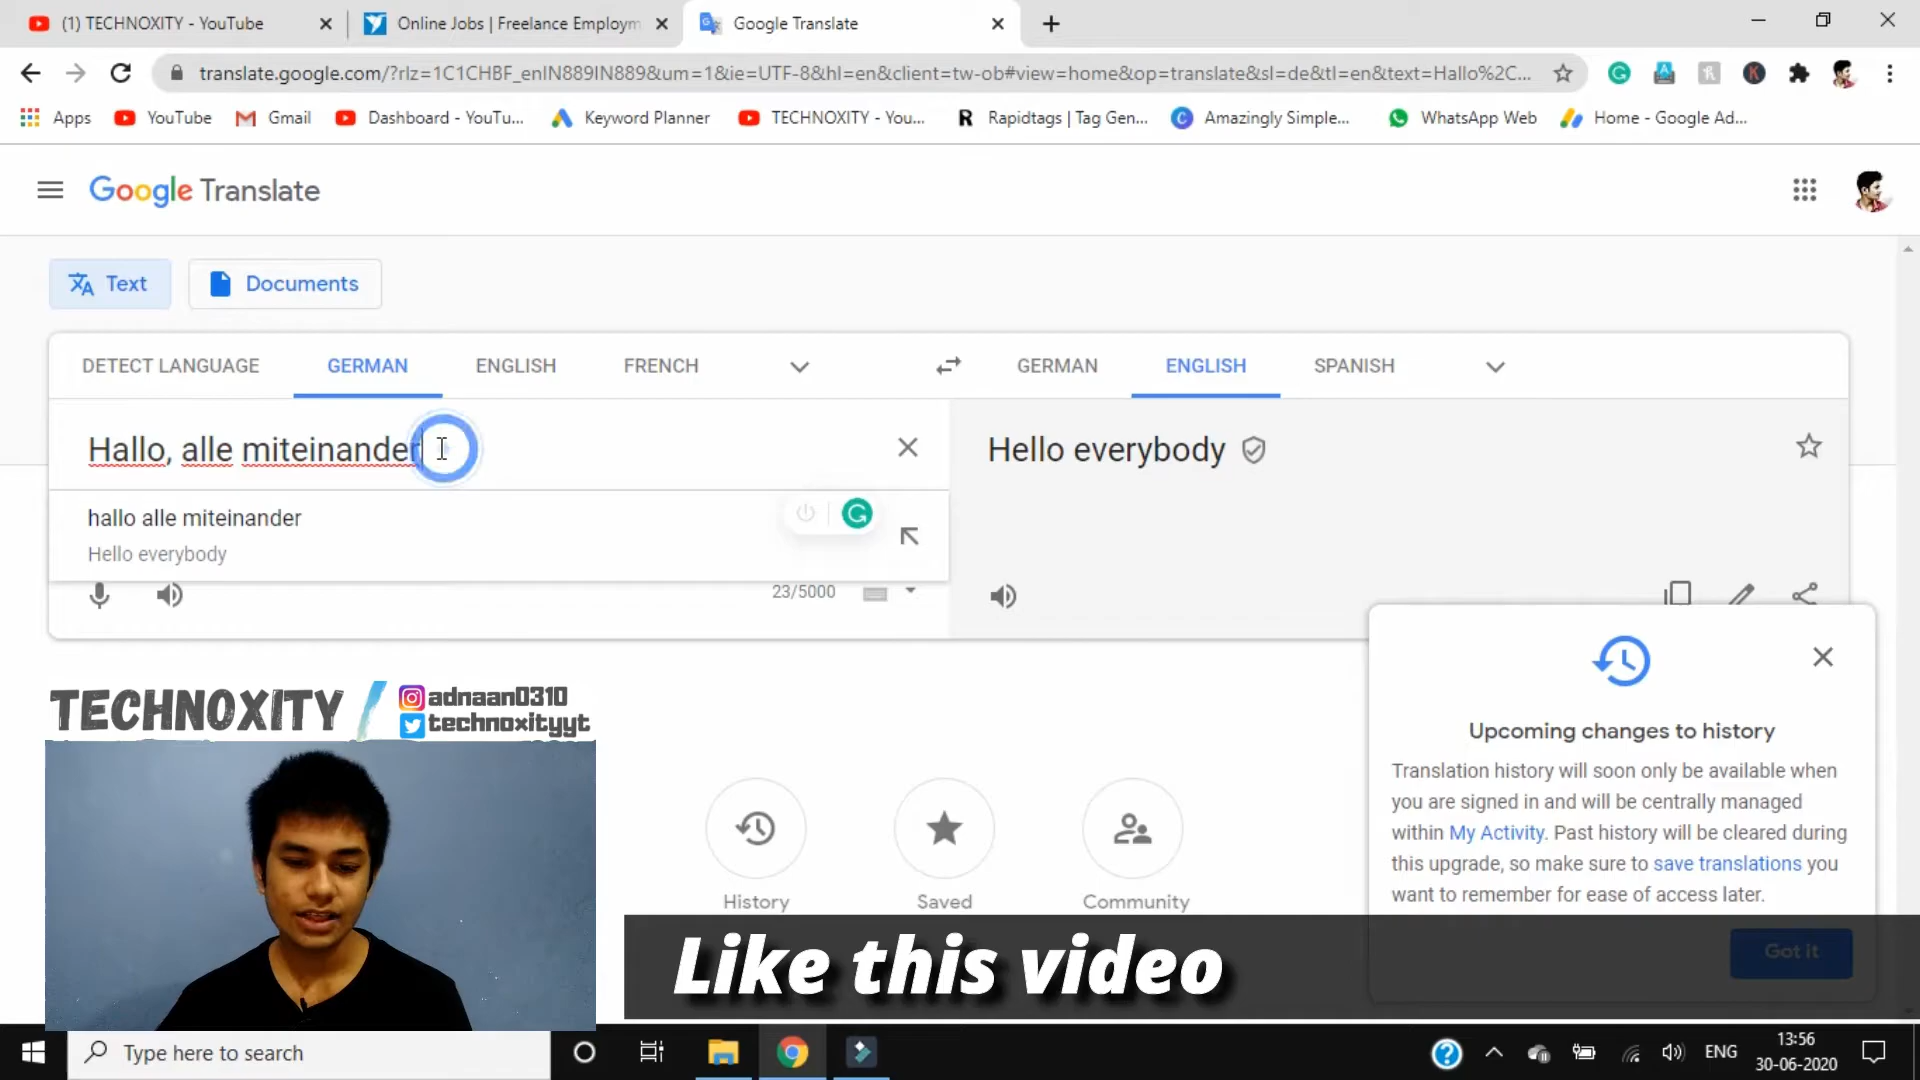 (1) TECHNOXITY - YouTube
Online Jobs | Freelance Employm
Google Translate
translate.google.com/?rlz=1C1CHBF_enIN889IN889&um=1&ie=UTF-8&hl=en&client=tw-ob#view=home&op=translate&sl=de&tl=en&text=Hallo%2C...
Apps YouTube Gmail Dashboard - YouTu... Keyword Planner TECHNOXITY - You... Rapidtags | Tag Gen... Amazingly Simple... WhatsApp Web Home - Google Ad...
Google Translate
Text Documents
DETECT LANGUAGE GERMAN ENGLISH FRENCH GERMAN ENGLISH SPANISH
Hallo, alle miteinander
Hello everybody
hallo alle miteinander
Hello everybody
23/5000
TECHNOXITY
adnaan0310
technoxityyt
Upcoming changes to history
Translation history will soon only be available when
you are signed in and will be centrally managed
within My Activity. Past history will be cleared during
this upgrade, so make sure to save translations you
want to remember for ease of access later.
Got it
History Saved Community
Like this video
Type here to search
ENG
13:56
30-06-2020